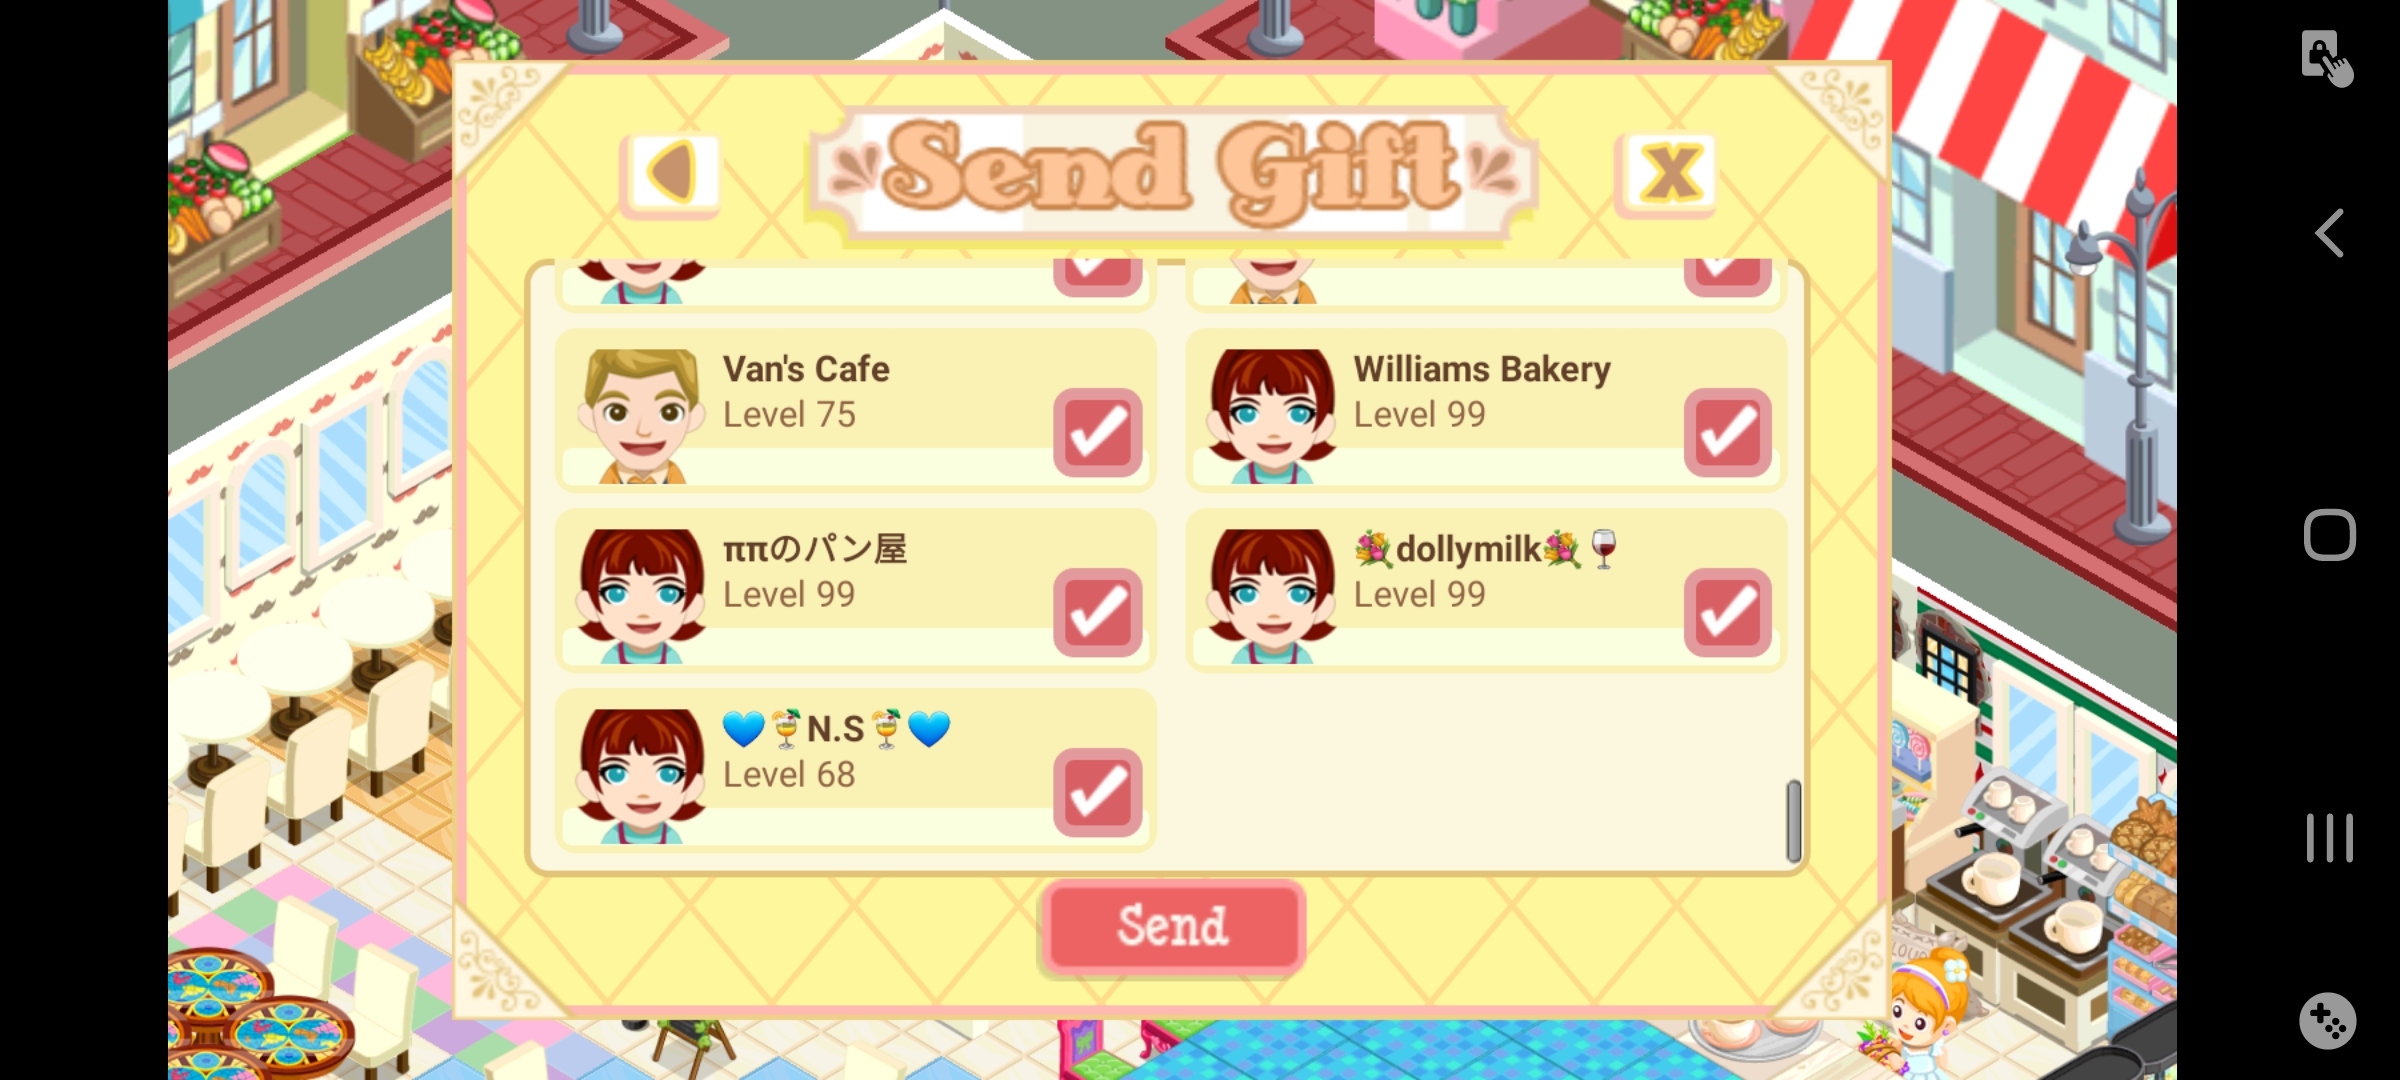 Send Gift
X
Van's Cafe
Level 75
Williams Bakery
Level 99
ππのパン屋
Level 99
💐dollymilk💐🍷
Level 99
💙🍹N.S🍹💙
Level 68
Send